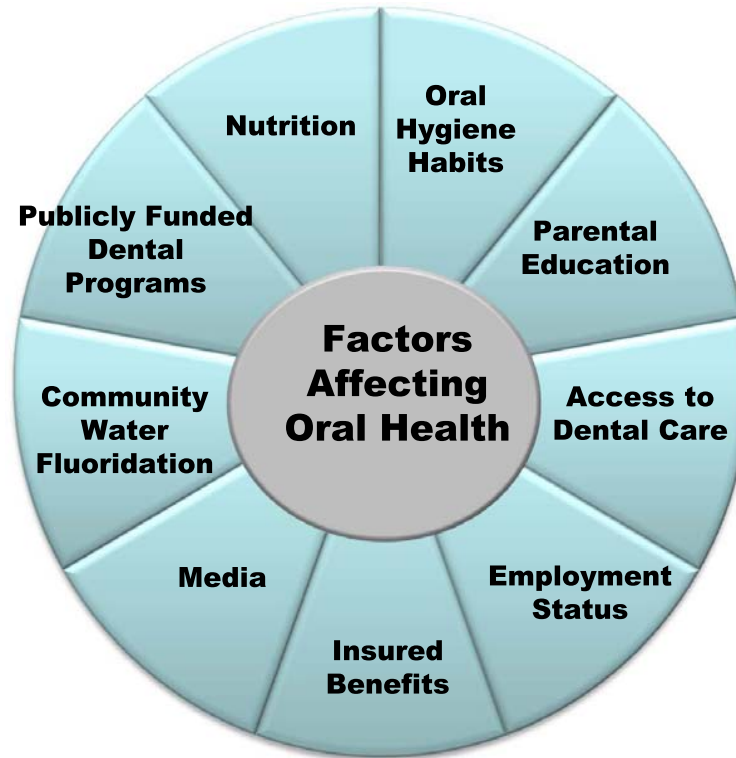 Factors
Affecting
Oral Health
Oral
Hygiene
Habits
Parental
Education
Access to
Dental Care
Employment
Status
Insured
Benefits
Media
Community
Water
Fluoridation
Publicly Funded
Dental
Programs
Nutrition